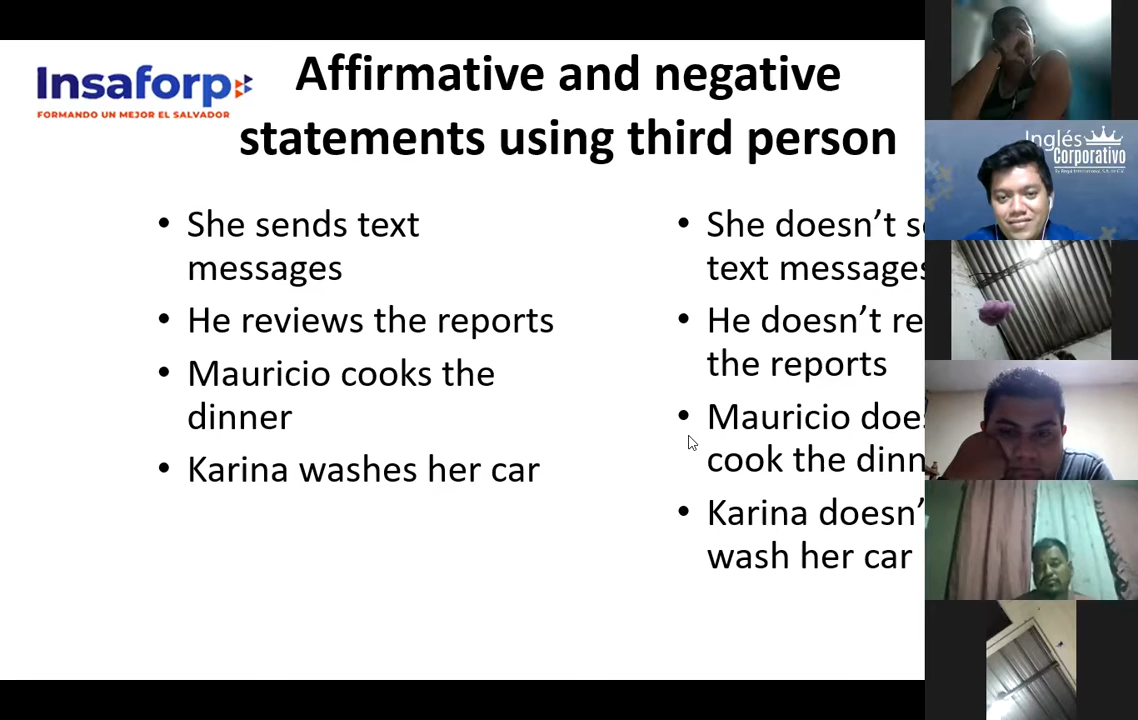 Insaforp
FORMANDO UN MEJOR EL SALVADOR
Affirmative and negative
statements using third person
• She sends text
messages
• He reviews the reports
• Mauricio cooks the
dinner
• Karina washes her car
• She doesn’t s
text messages
• He doesn’t re
the reports
• Mauricio doe
cook the dinn
• Karina doesn’
wash her car
Inglés
Corporativo